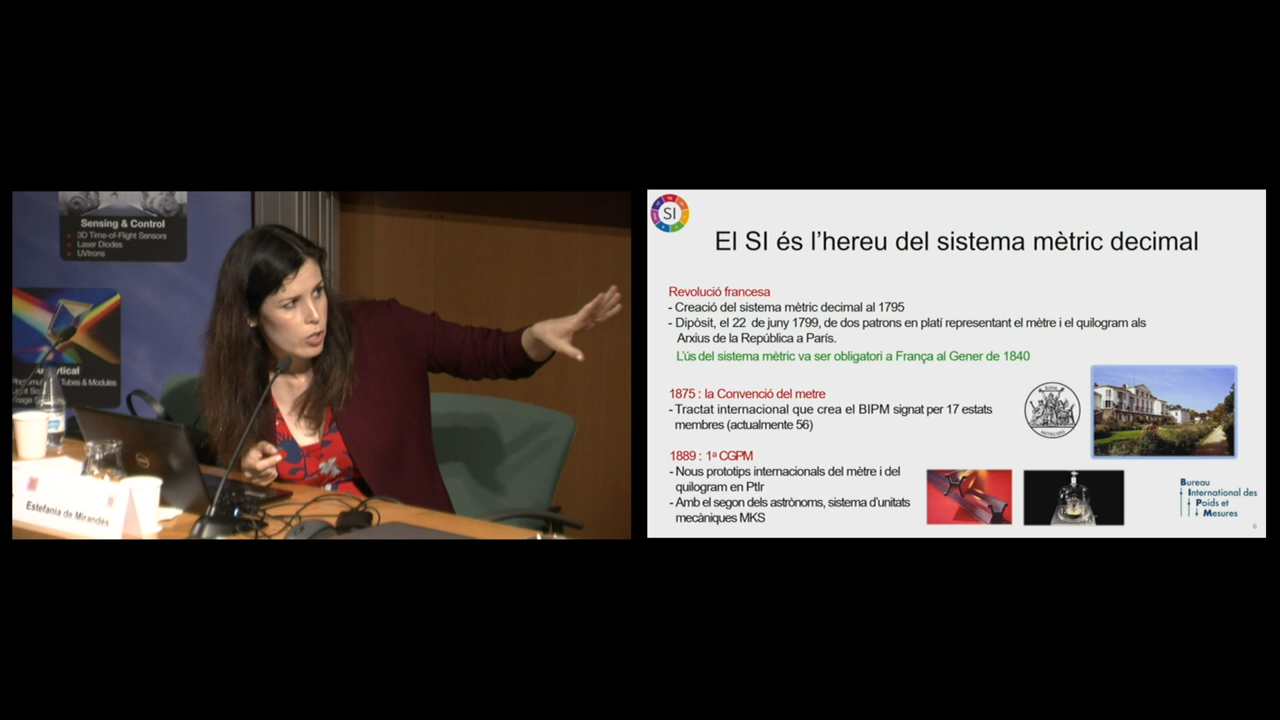 Sensing & Control
3D Time-of-Flight Sensors
Laser Diodes
UVtrons
Tubes & Modules
Estefania de Mirandés
DELL
SI
El SI és l'hereu del sistema mètric decimal
Revolució francesa
- Creació del sistema mètric decimal al 1795
- Dipòsit, el 22 de juny 1799, de dos patrons en platí representant el mètre i el quilogram als
Arxius de la República a París.
L'ús del sistema mètric va ser obligatori a França al Gener de 1840
1875 : la Convenció del metre
- Tractat internacional que crea el BIPM signat per 17 estats
membres (actualment 56)
1889 : 1ª CGPM
- Nous prototips internacionals del mètre i del
quilogram en PtIr
- Amb el segon dels astrònoms, sistema d'unitats
mecàniques MKS
Bureau
International des
Poids et
Mesures
6